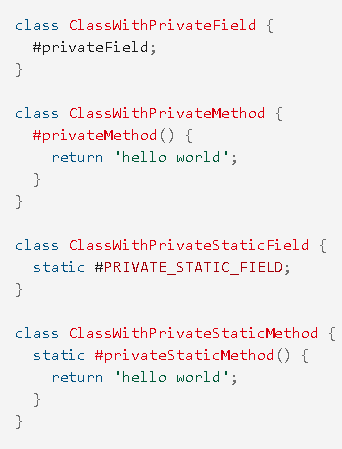 class ClassWithPrivateField {
  #privateField;
}

class ClassWithPrivateMethod {
  #privateMethod() {
    return 'hello world';
  }
}

class ClassWithPrivateStaticField {
  static #PRIVATE_STATIC_FIELD;
}

class ClassWithPrivateStaticMethod {
  static #privateStaticMethod() {
    return 'hello world';
  }
}